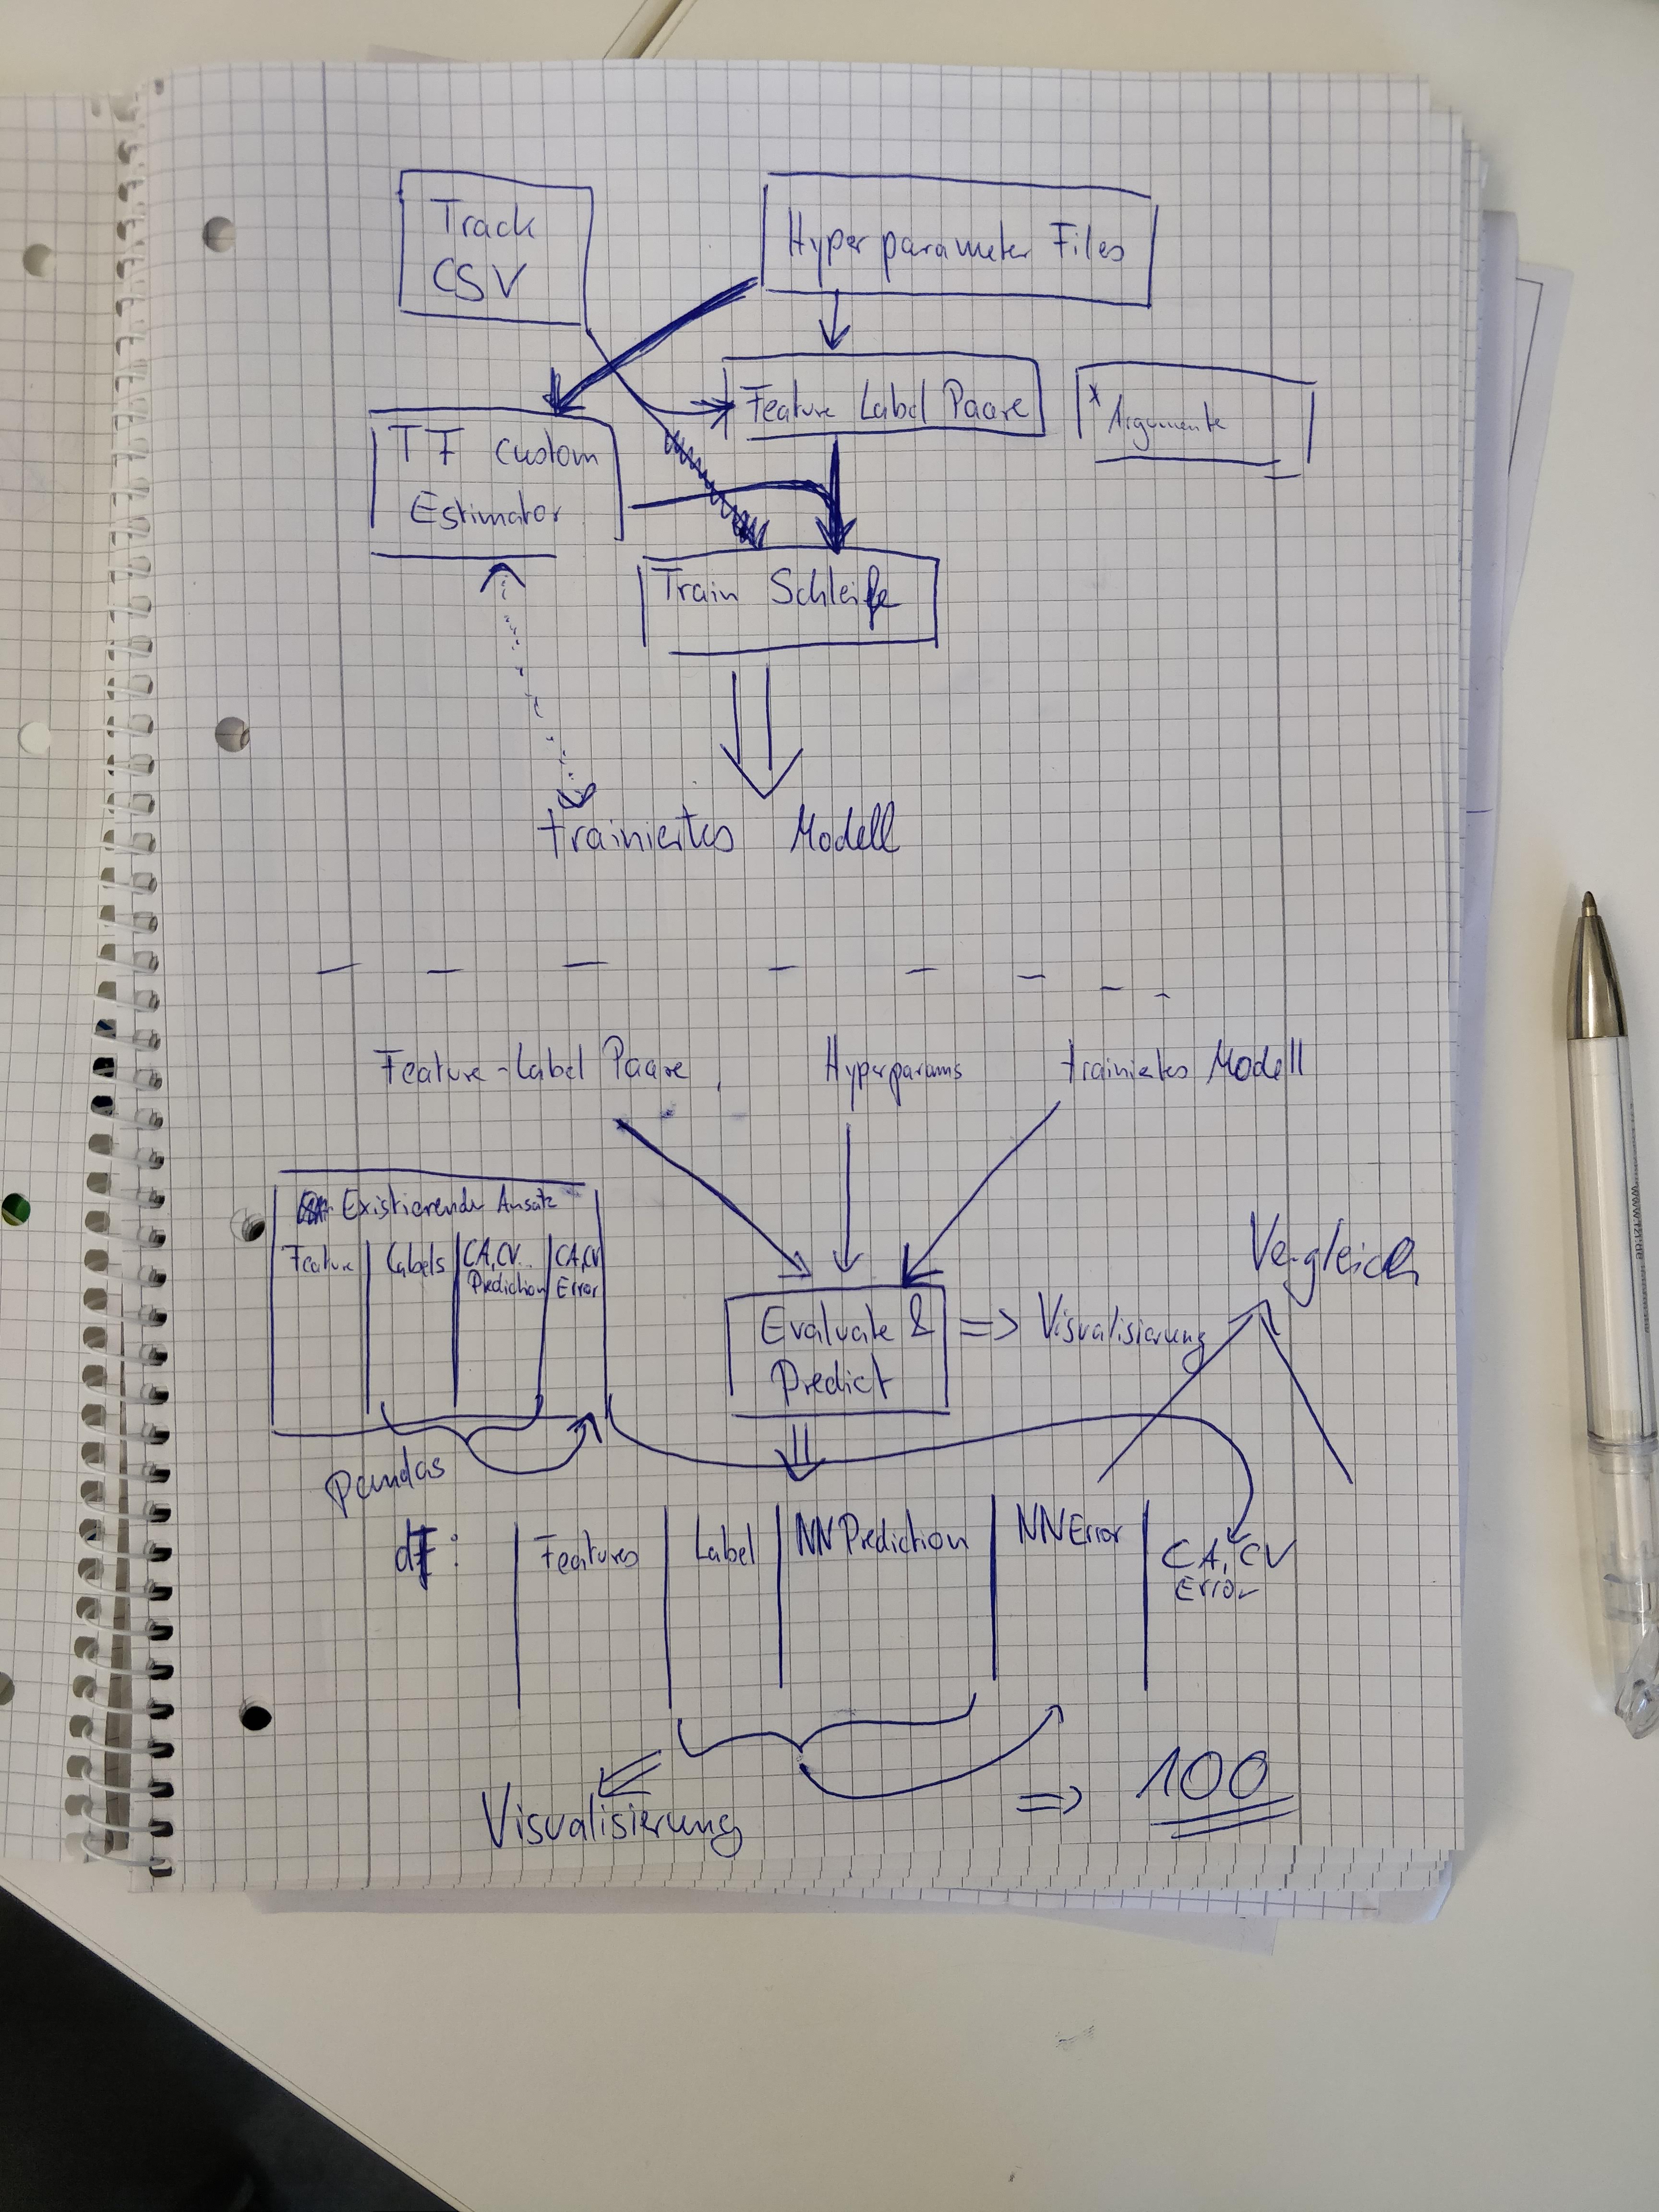 Track
CSV
Hyperparameter Files
Feature Label Paare
* Argumente
TF Custom
Estimator
Train Schleife
trainiertes Modell
Feature-Label Paare,
Hyperparams
trainiertes Modell
Existierender Ansatz
Feature
Labels
CA, CV..
Prediction
CA, CV
Error
Vergleich
Evaluate &
Predict
=> Visualisierung
pandas
df:
Features
Label
NN Prediction
NN Error
CA, CV
Error
Visualisierung
=> 100